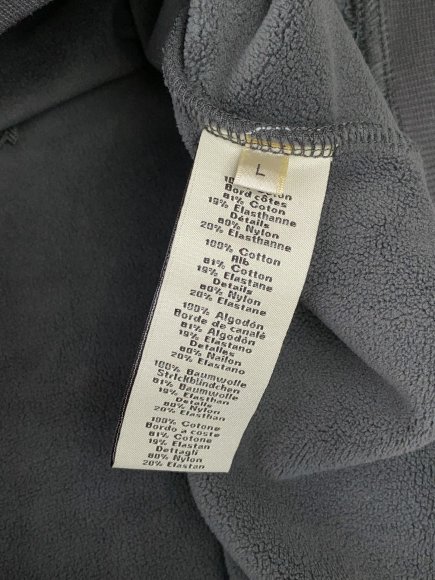 L
Coton
Bord côtes
81% Coton
19% Elasthanne
Détails
80% Nylon
20% Elasthanne
100% Cotton
Rib
81% Cotton
19% Elastane
Details
80% Nylon
20% Elastane
100% Algodón
Borde de canalé
81% Algodón
19% Elastano
Detalles
80% Nailon
20% Elastano
100% Baumwolle
Strickbündchen
81% Baumwolle
19% Elasthan
Details
80% Nylon
20% Elasthan
100% Cotone
Bordo a coste
81% Cotone
19% Elastan
Dettagli
80% Nylon
20% Elastan